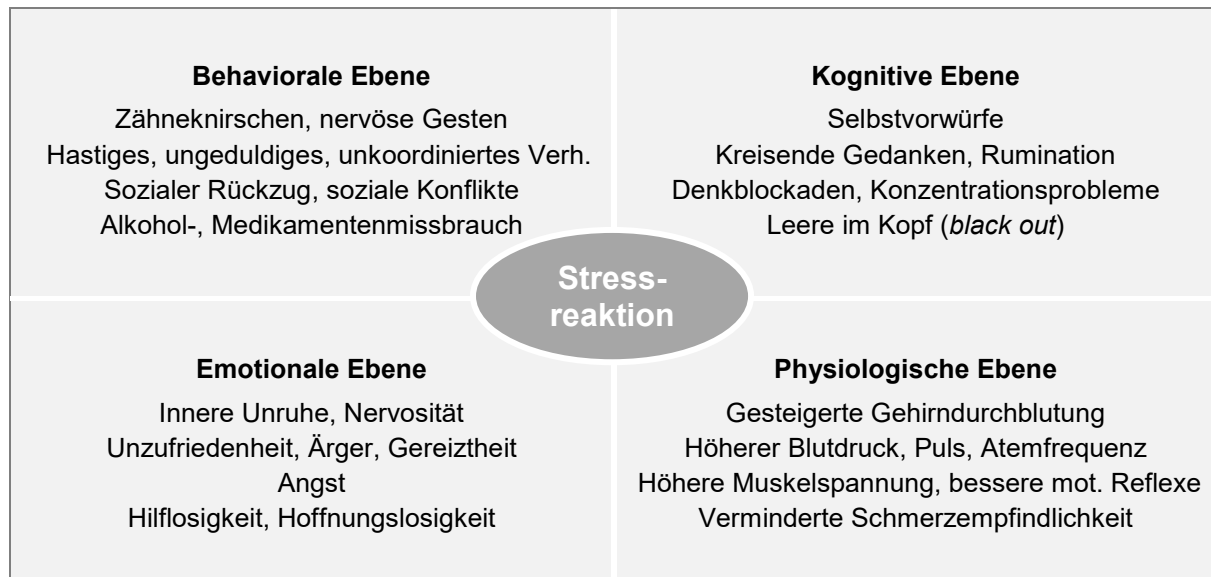 Behaviorale Ebene
Zähneknirschen, nervöse Gesten
Hastiges, ungeduldiges, unkoordiniertes Verh.
Sozialer Rückzug, soziale Konflikte
Alkohol-, Medikamentenmissbrauch
Kognitive Ebene
Selbstvorwürfe
Kreisende Gedanken, Rumination
Denkblockaden, Konzentrationsprobleme
Leere im Kopf (black out)
Stress-
reaktion
Emotionale Ebene
Innere Unruhe, Nervosität
Unzufriedenheit, Ärger, Gereiztheit
Angst
Hilflosigkeit, Hoffnungslosigkeit
Physiologische Ebene
Gesteigerte Gehirndurchblutung
Höherer Blutdruck, Puls, Atemfrequenz
Höhere Muskelspannung, bessere mot. Reflexe
Verminderte Schmerzempfindlichkeit